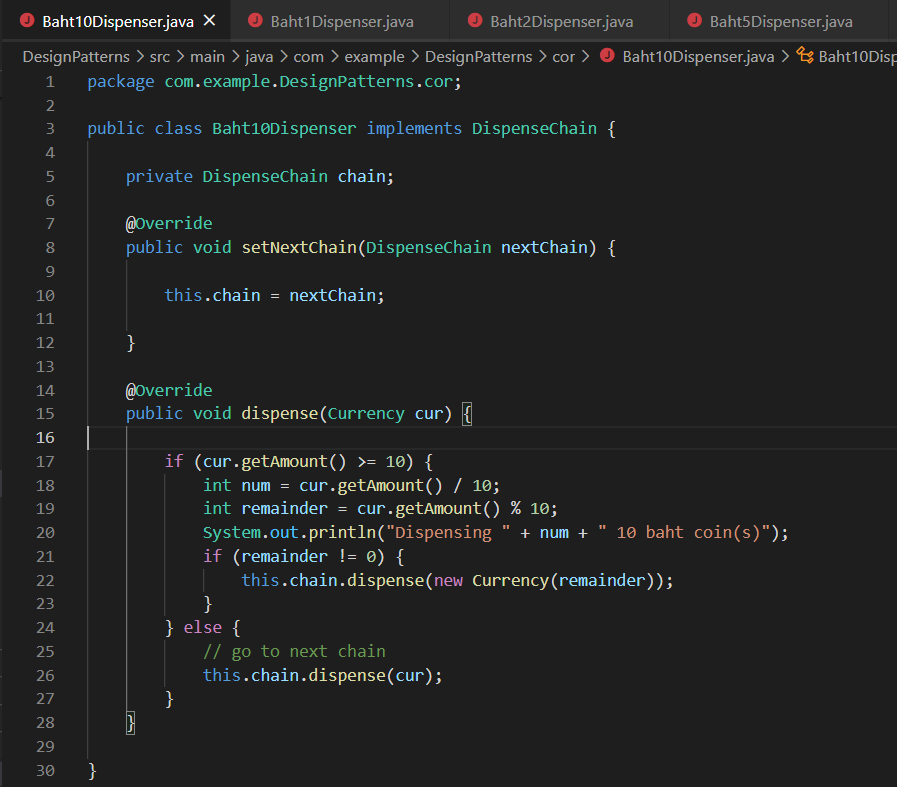 Baht10Dispenser.java Baht1Dispenser.java Baht2Dispenser.java Baht5Dispenser.java
DesignPatterns > src > main > java > com > example > DesignPatterns > cor > Baht10Dispenser.java > Baht10Disp
1 package com.example.DesignPatterns.cor;
2
3 public class Baht10Dispenser implements DispenseChain {
4
5 private DispenseChain chain;
6
7 @Override
8 public void setNextChain(DispenseChain nextChain) {
9
10 this.chain = nextChain;
11
12 }
13
14 @Override
15 public void dispense(Currency cur) {
16
17 if (cur.getAmount() >= 10) {
18 int num = cur.getAmount() / 10;
19 int remainder = cur.getAmount() % 10;
20 System.out.println("Dispensing " + num + " 10 baht coin(s)");
21 if (remainder != 0) {
22 this.chain.dispense(new Currency(remainder));
23 }
24 } else {
25 // go to next chain
26 this.chain.dispense(cur);
27 }
28 }
29
30 }